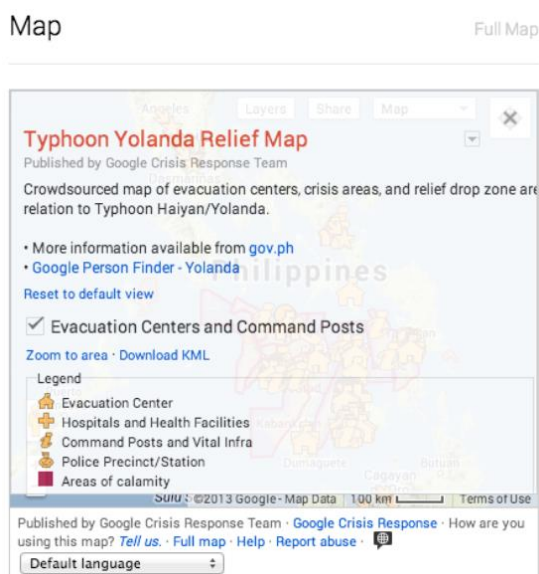 Map
Full Map
Angeles
Layers
Share
Map
Typhoon Yolanda Relief Map
Published by Google Crisis Response Team
Dasmariñas
Crowdsourced map of evacuation centers, crisis areas, and relief drop zone are
relation to Typhoon Haiyan/Yolanda.
• More information available from gov.ph
• Google Person Finder - Yolanda
Philippines
Reset to default view
Evacuation Centers and Command Posts
Zoom to area · Download KML
Legend
Evacuation Center
Hospitals and Health Facilities
Command Posts and Vital Infra
Dumaguete
Butuan
Police Precinct/Station
Cagayan
Areas of calamity
Sulu ©2013 Google - Map Data 100 km Terms of Use
Published by Google Crisis Response Team · Google Crisis Response · How are you
using this map? Tell us. · Full map · Help · Report abuse ·
Default language